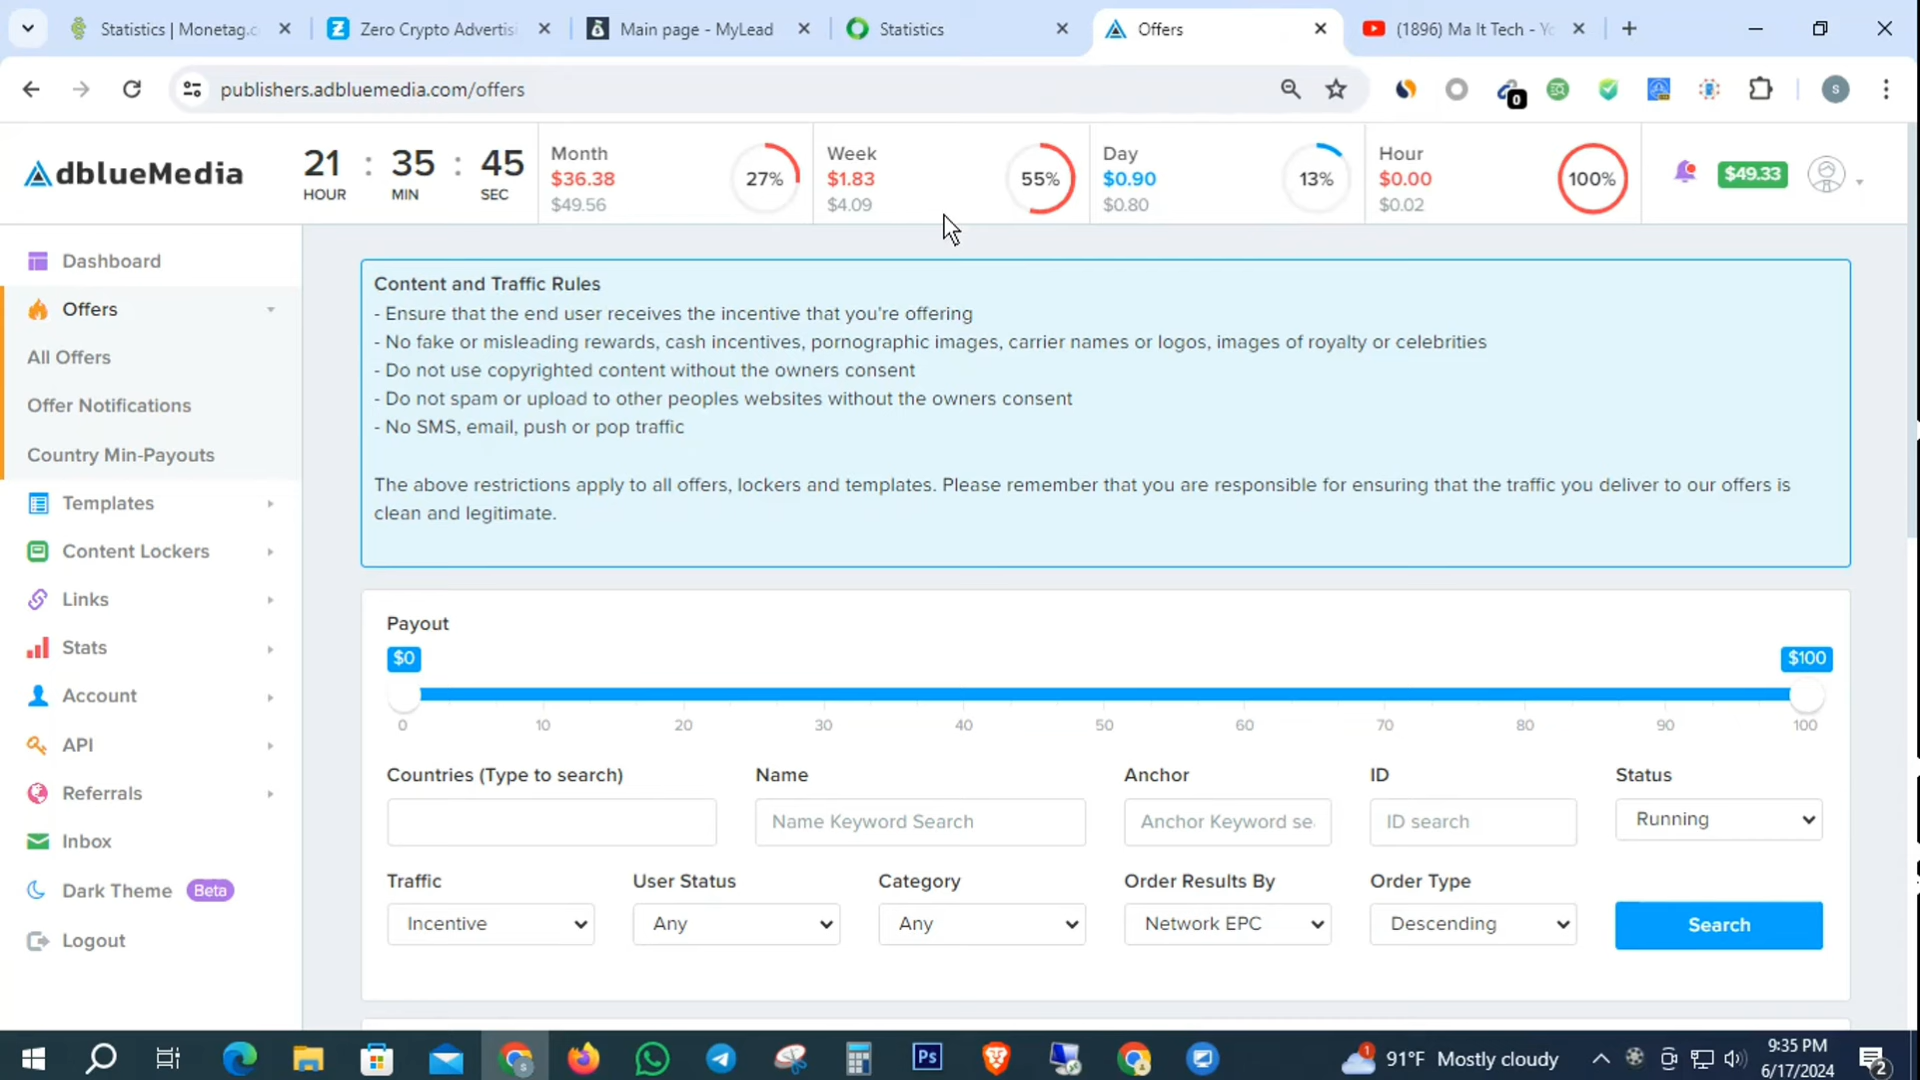 Statistics | Monetag.c
Zero Crypto Advertis
Main page - MyLead
Statistics
Offers
(1896) Ma It Tech - Yo
publishers.adbluemedia.com/offers
0
S
AdblueMedia
21 : 35 : 45
HOUR MIN SEC
Month
$36.38
$49.56
27%
Week
$1.83
$4.09
55%
Day
$0.90
$0.80
13%
Hour
$0.00
$0.02
100%
$49.33
Dashboard
Offers
All Offers
Offer Notifications
Country Min-Payouts
Templates
Content Lockers
Links
Stats
Account
API
Referrals
Inbox
Dark Theme Beta
Logout
Content and Traffic Rules
- Ensure that the end user receives the incentive that you're offering
- No fake or misleading rewards, cash incentives, pornographic images, carrier names or logos, images of royalty or celebrities
- Do not use copyrighted content without the owners consent
- Do not spam or upload to other peoples websites without the owners consent
- No SMS, email, push or pop traffic
The above restrictions apply to all offers, lockers and templates. Please remember that you are responsible for ensuring that the traffic you deliver to our offers is
clean and legitimate.
Payout
$0 $100
0 10 20 30 40 50 60 70 80 90 100
Countries (Type to search) Name Anchor ID Status
Name Keyword Search Anchor Keyword se. ID search Running
Traffic User Status Category Order Results By Order Type
Incentive Any Any Network EPC Descending Search
Ps
1
91°F Mostly cloudy
9:35 PM
6/17/2024
2